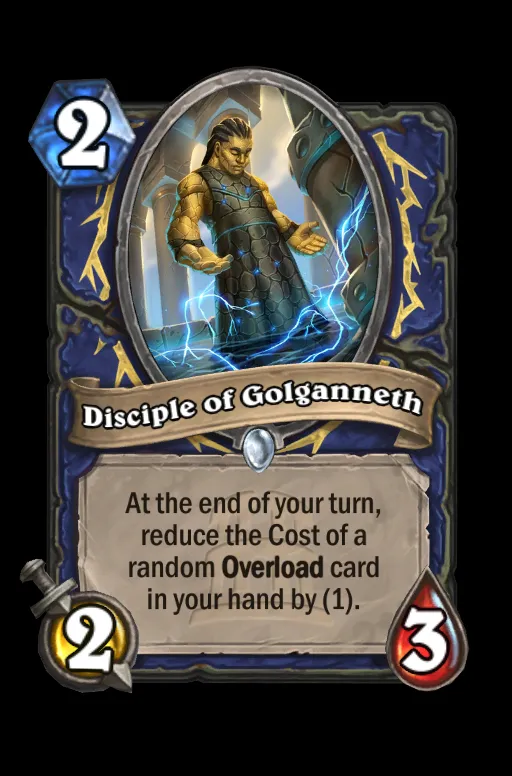 2
Disciple of Golganneth
At the end of your turn,
reduce the Cost of a
random Overload card
in your hand by (1).
2
3